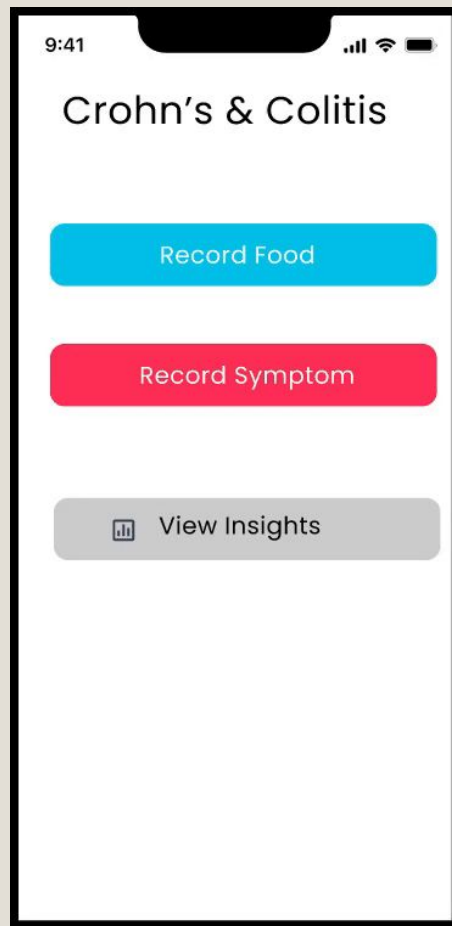 9:41
Crohn’s & Colitis
Record Food
Record Symptom
View Insights